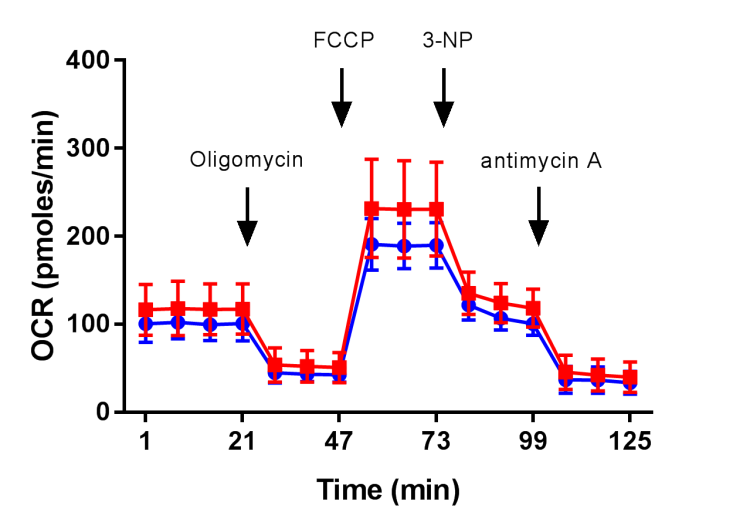 FCCP 3-NP
Oligomycin antimycin A
OCR (pmoles/min)
400
300
200
100
0
1 21 47 73 99 125
Time (min)